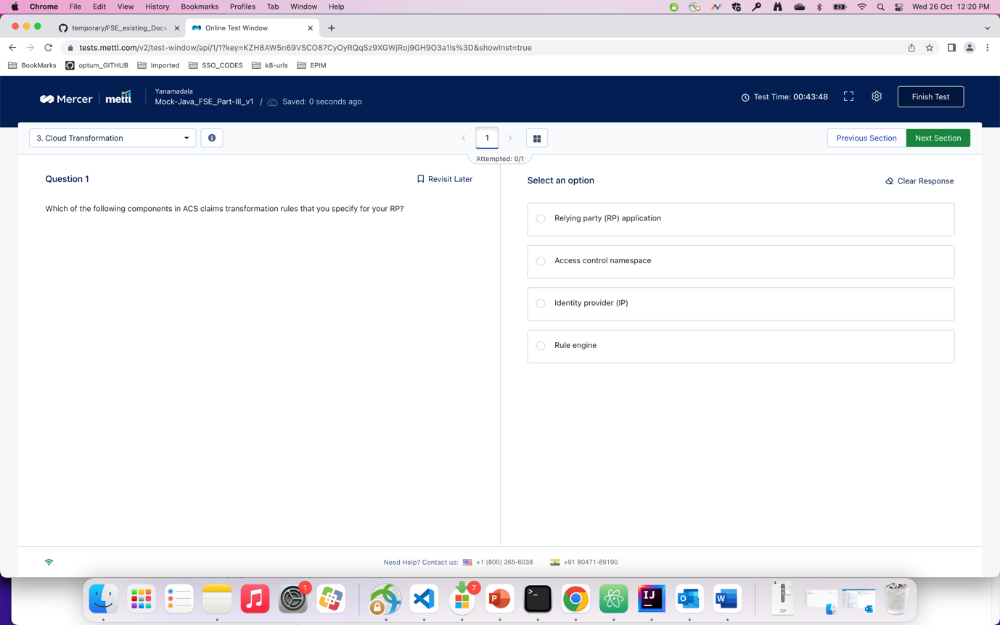 Chrome File Edit View History Bookmarks Profiles Tab Window Help Wed 26 Oct 12:20 PM
temporary/FSE_existing_Docs. Online Test Window
tests.mettl.com/v2/test-window/api/1/1?key=KZH8AW5n69VSCO87CyOyRQqSz9XGWjRoj9GH9O3a1Is%3D&showInst=true
BookMarks optum_GITHUB Imported SSO_CODES k8-urls EPIM
Mercer mettl
Yanamadala
Mock-Java_FSE_Part-III_v1 / Saved: 0 seconds ago
Test Time: 00:43:48
Finish Test
3. Cloud Transformation
1
Attempted: 0/1
Previous Section Next Section
Question 1 Revisit Later
Which of the following components in ACS claims transformation rules that you specify for your RP?
Select an option Clear Response
Relying party (RP) application
Access control namespace
Identity provider (IP)
Rule engine
Need Help? Contact us: +1 (800) 265-6038 +91 80471-89190
1
7
P
>_
IJ
O
W
ZIP